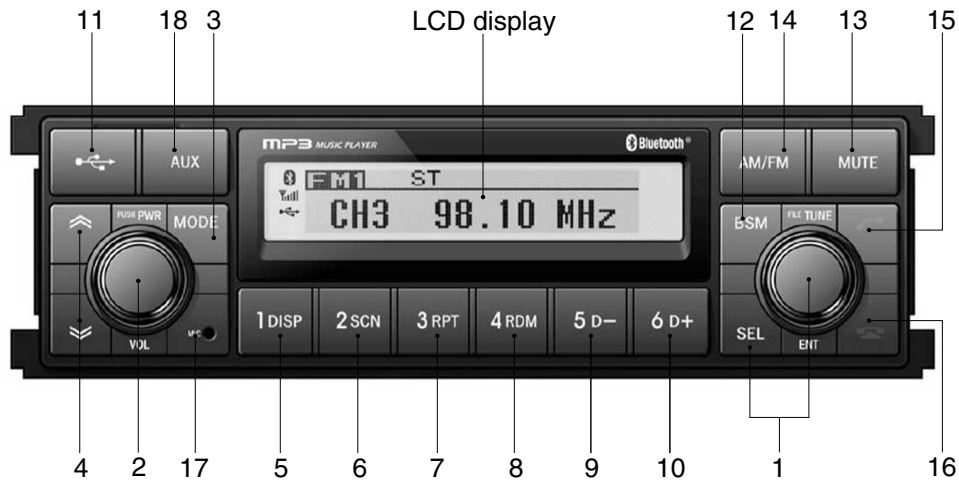 11 18 3 LCD display 12 14 13 15
MP3 MUSIC PLAYER Bluetooth®
AUX AM/FM MUTE
FM1 ST
CH3 98.10 MHz
PUSH PWR MODE BSM FILE TUNE
1 DISP 2 SCN 3 RPT 4 RDM 5 D− 6 D+
VOL MIC SEL ENT
4 2 17 5 6 7 8 9 10 1 16